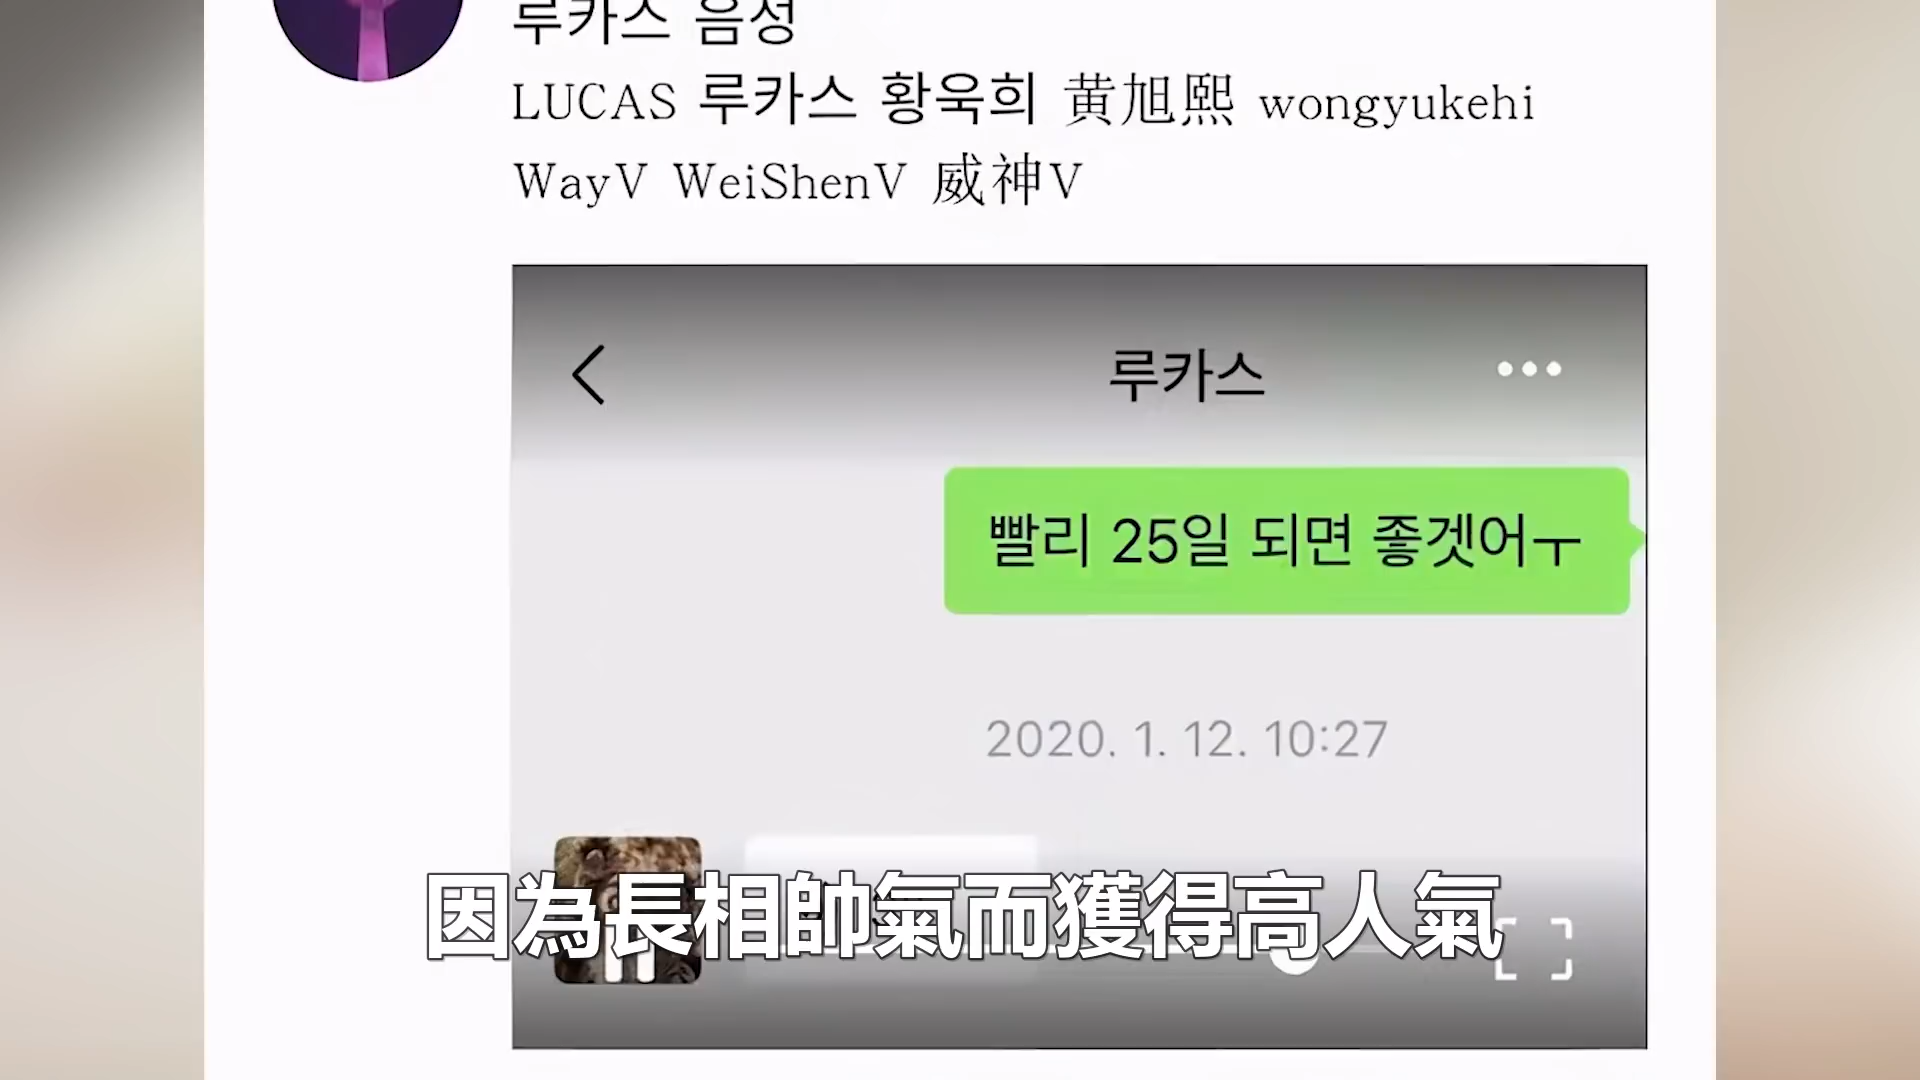 루카스 음성
LUCAS 루카스 황욱희 黃旭熙 wongyukehi
WayV WeiShenV 威神V
루카스
빨리 25일 되면 좋겟어ㅜ
2020. 1. 12. 10:27
因為長相帥氣而獲得高人氣